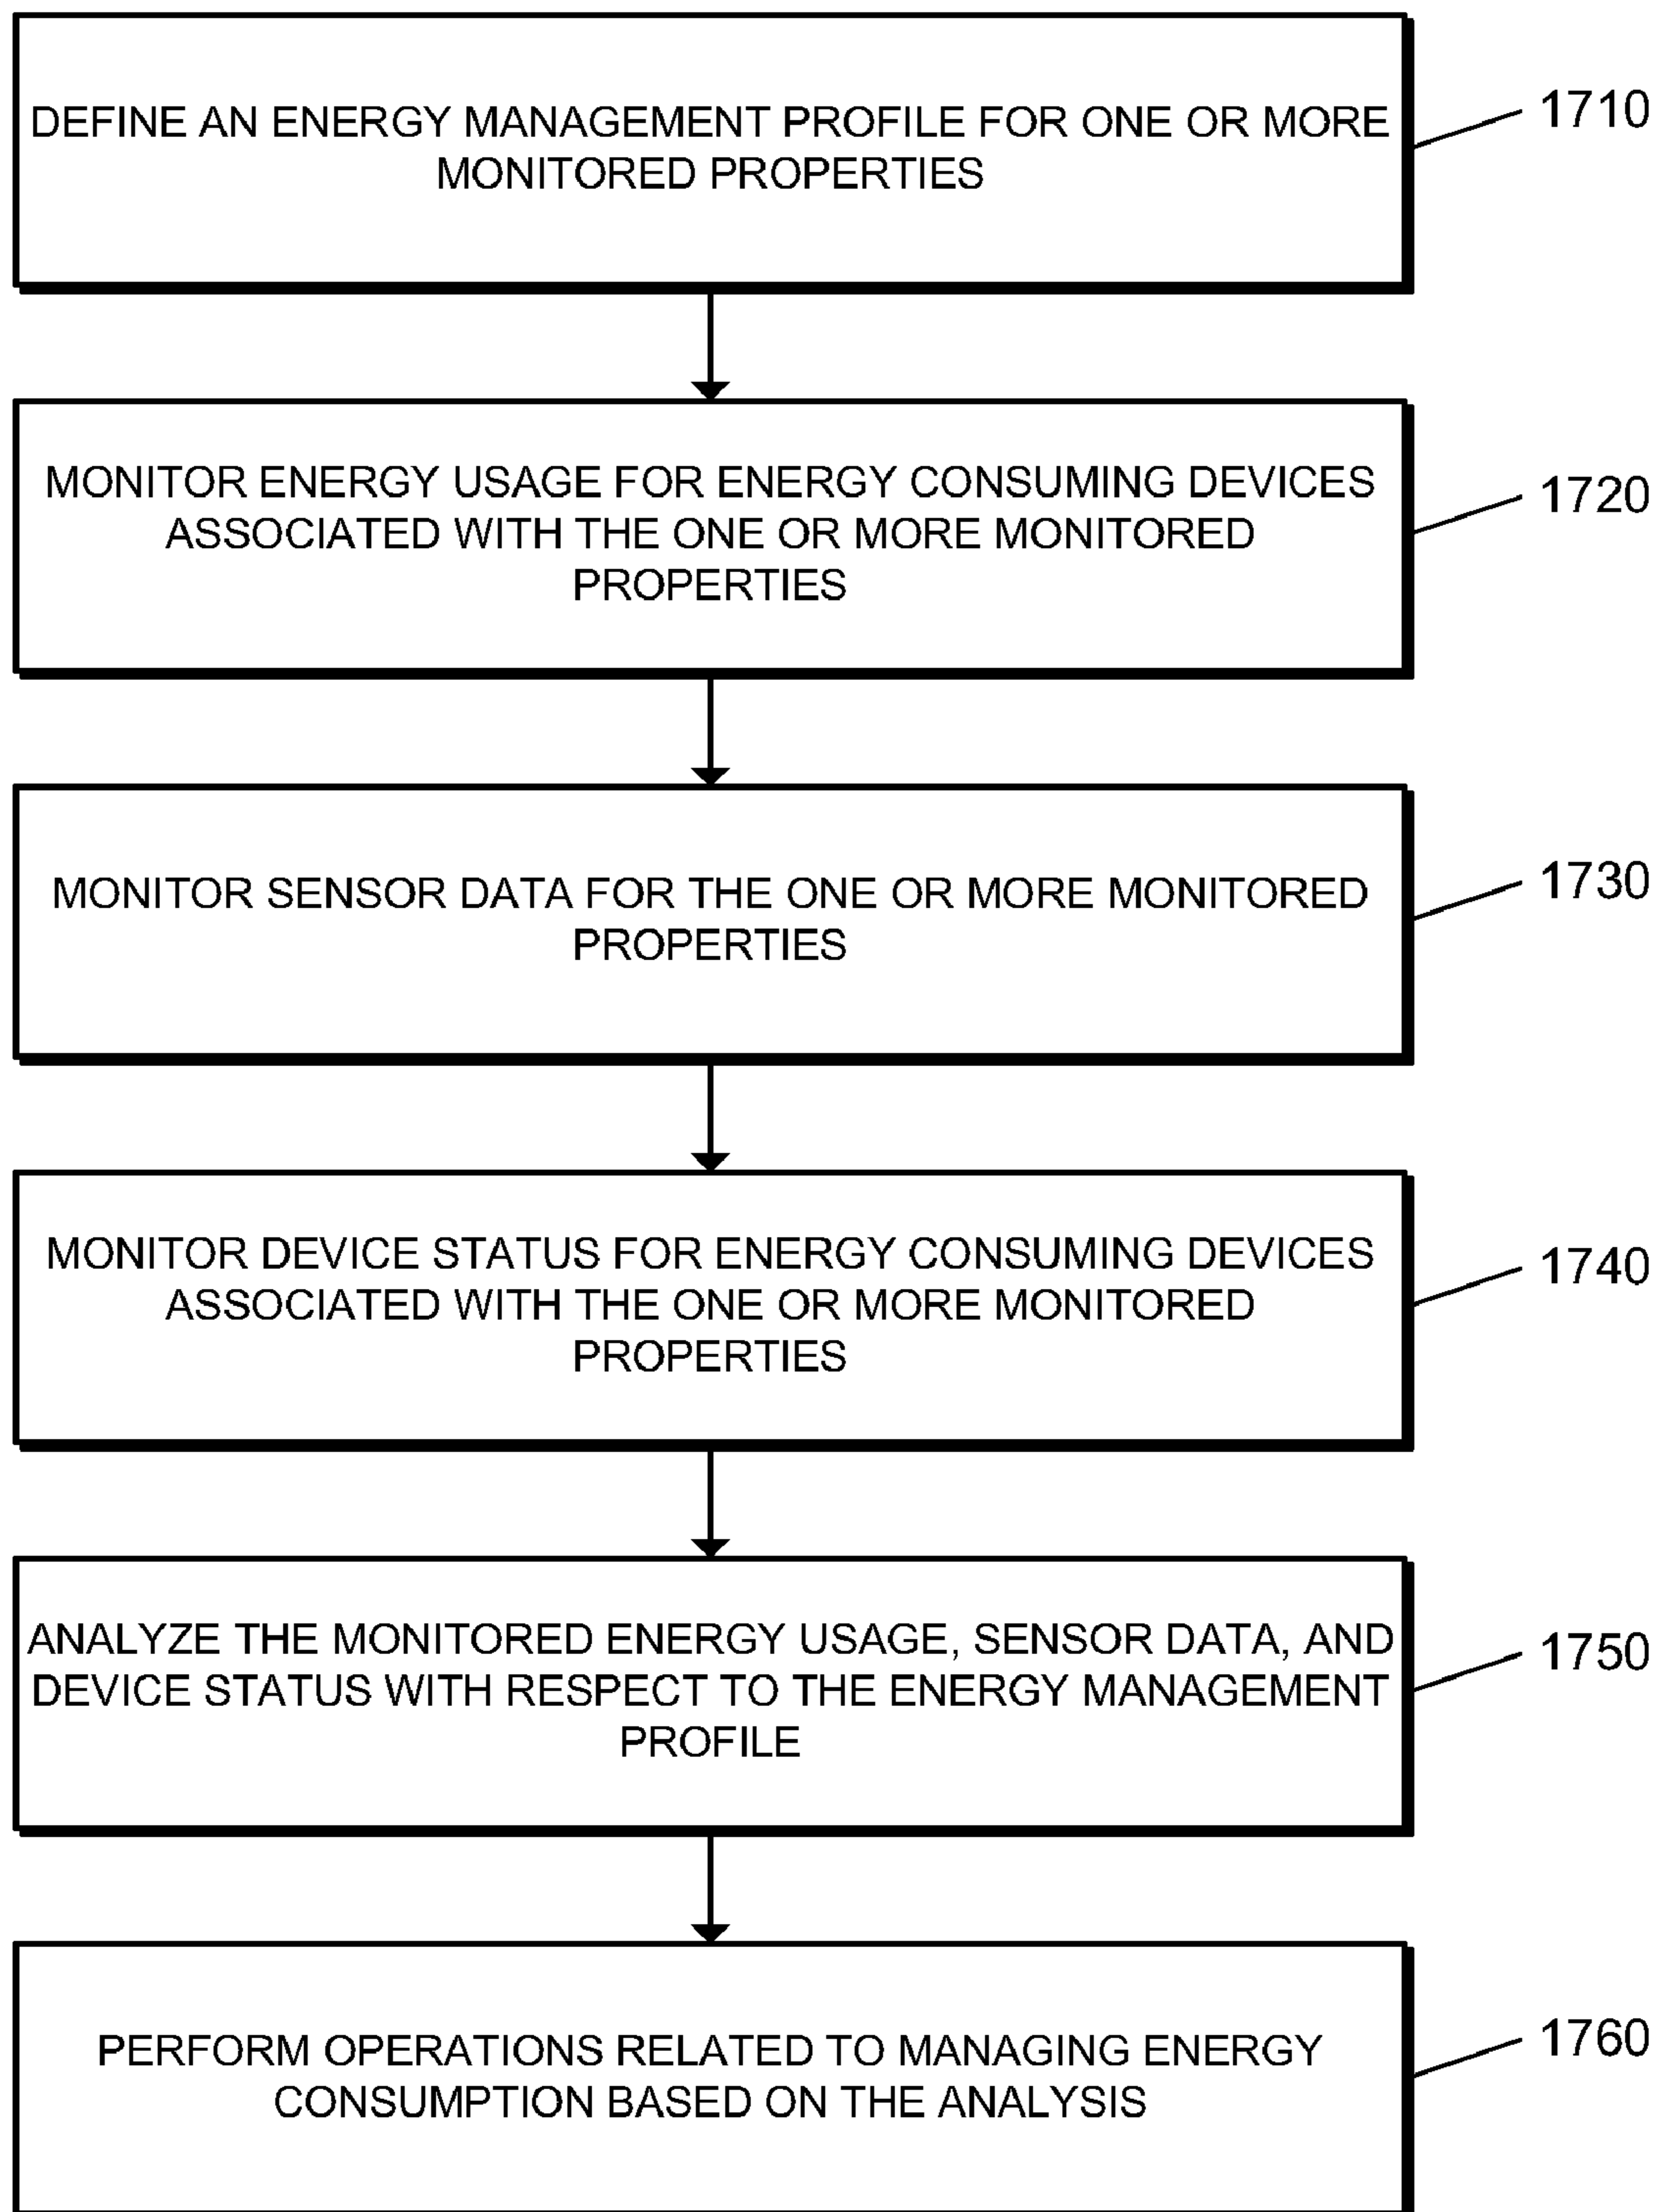 DEFINE AN ENERGY MANAGEMENT PROFILE FOR ONE OR MORE
MONITORED PROPERTIES
1710
MONITOR ENERGY USAGE FOR ENERGY CONSUMING DEVICES
ASSOCIATED WITH THE ONE OR MORE MONITORED
PROPERTIES
1720
MONITOR SENSOR DATA FOR THE ONE OR MORE MONITORED
PROPERTIES
1730
MONITOR DEVICE STATUS FOR ENERGY CONSUMING DEVICES
ASSOCIATED WITH THE ONE OR MORE MONITORED
PROPERTIES
1740
ANALYZE THE MONITORED ENERGY USAGE, SENSOR DATA, AND
DEVICE STATUS WITH RESPECT TO THE ENERGY MANAGEMENT
PROFILE
1750
PERFORM OPERATIONS RELATED TO MANAGING ENERGY
CONSUMPTION BASED ON THE ANALYSIS
1760